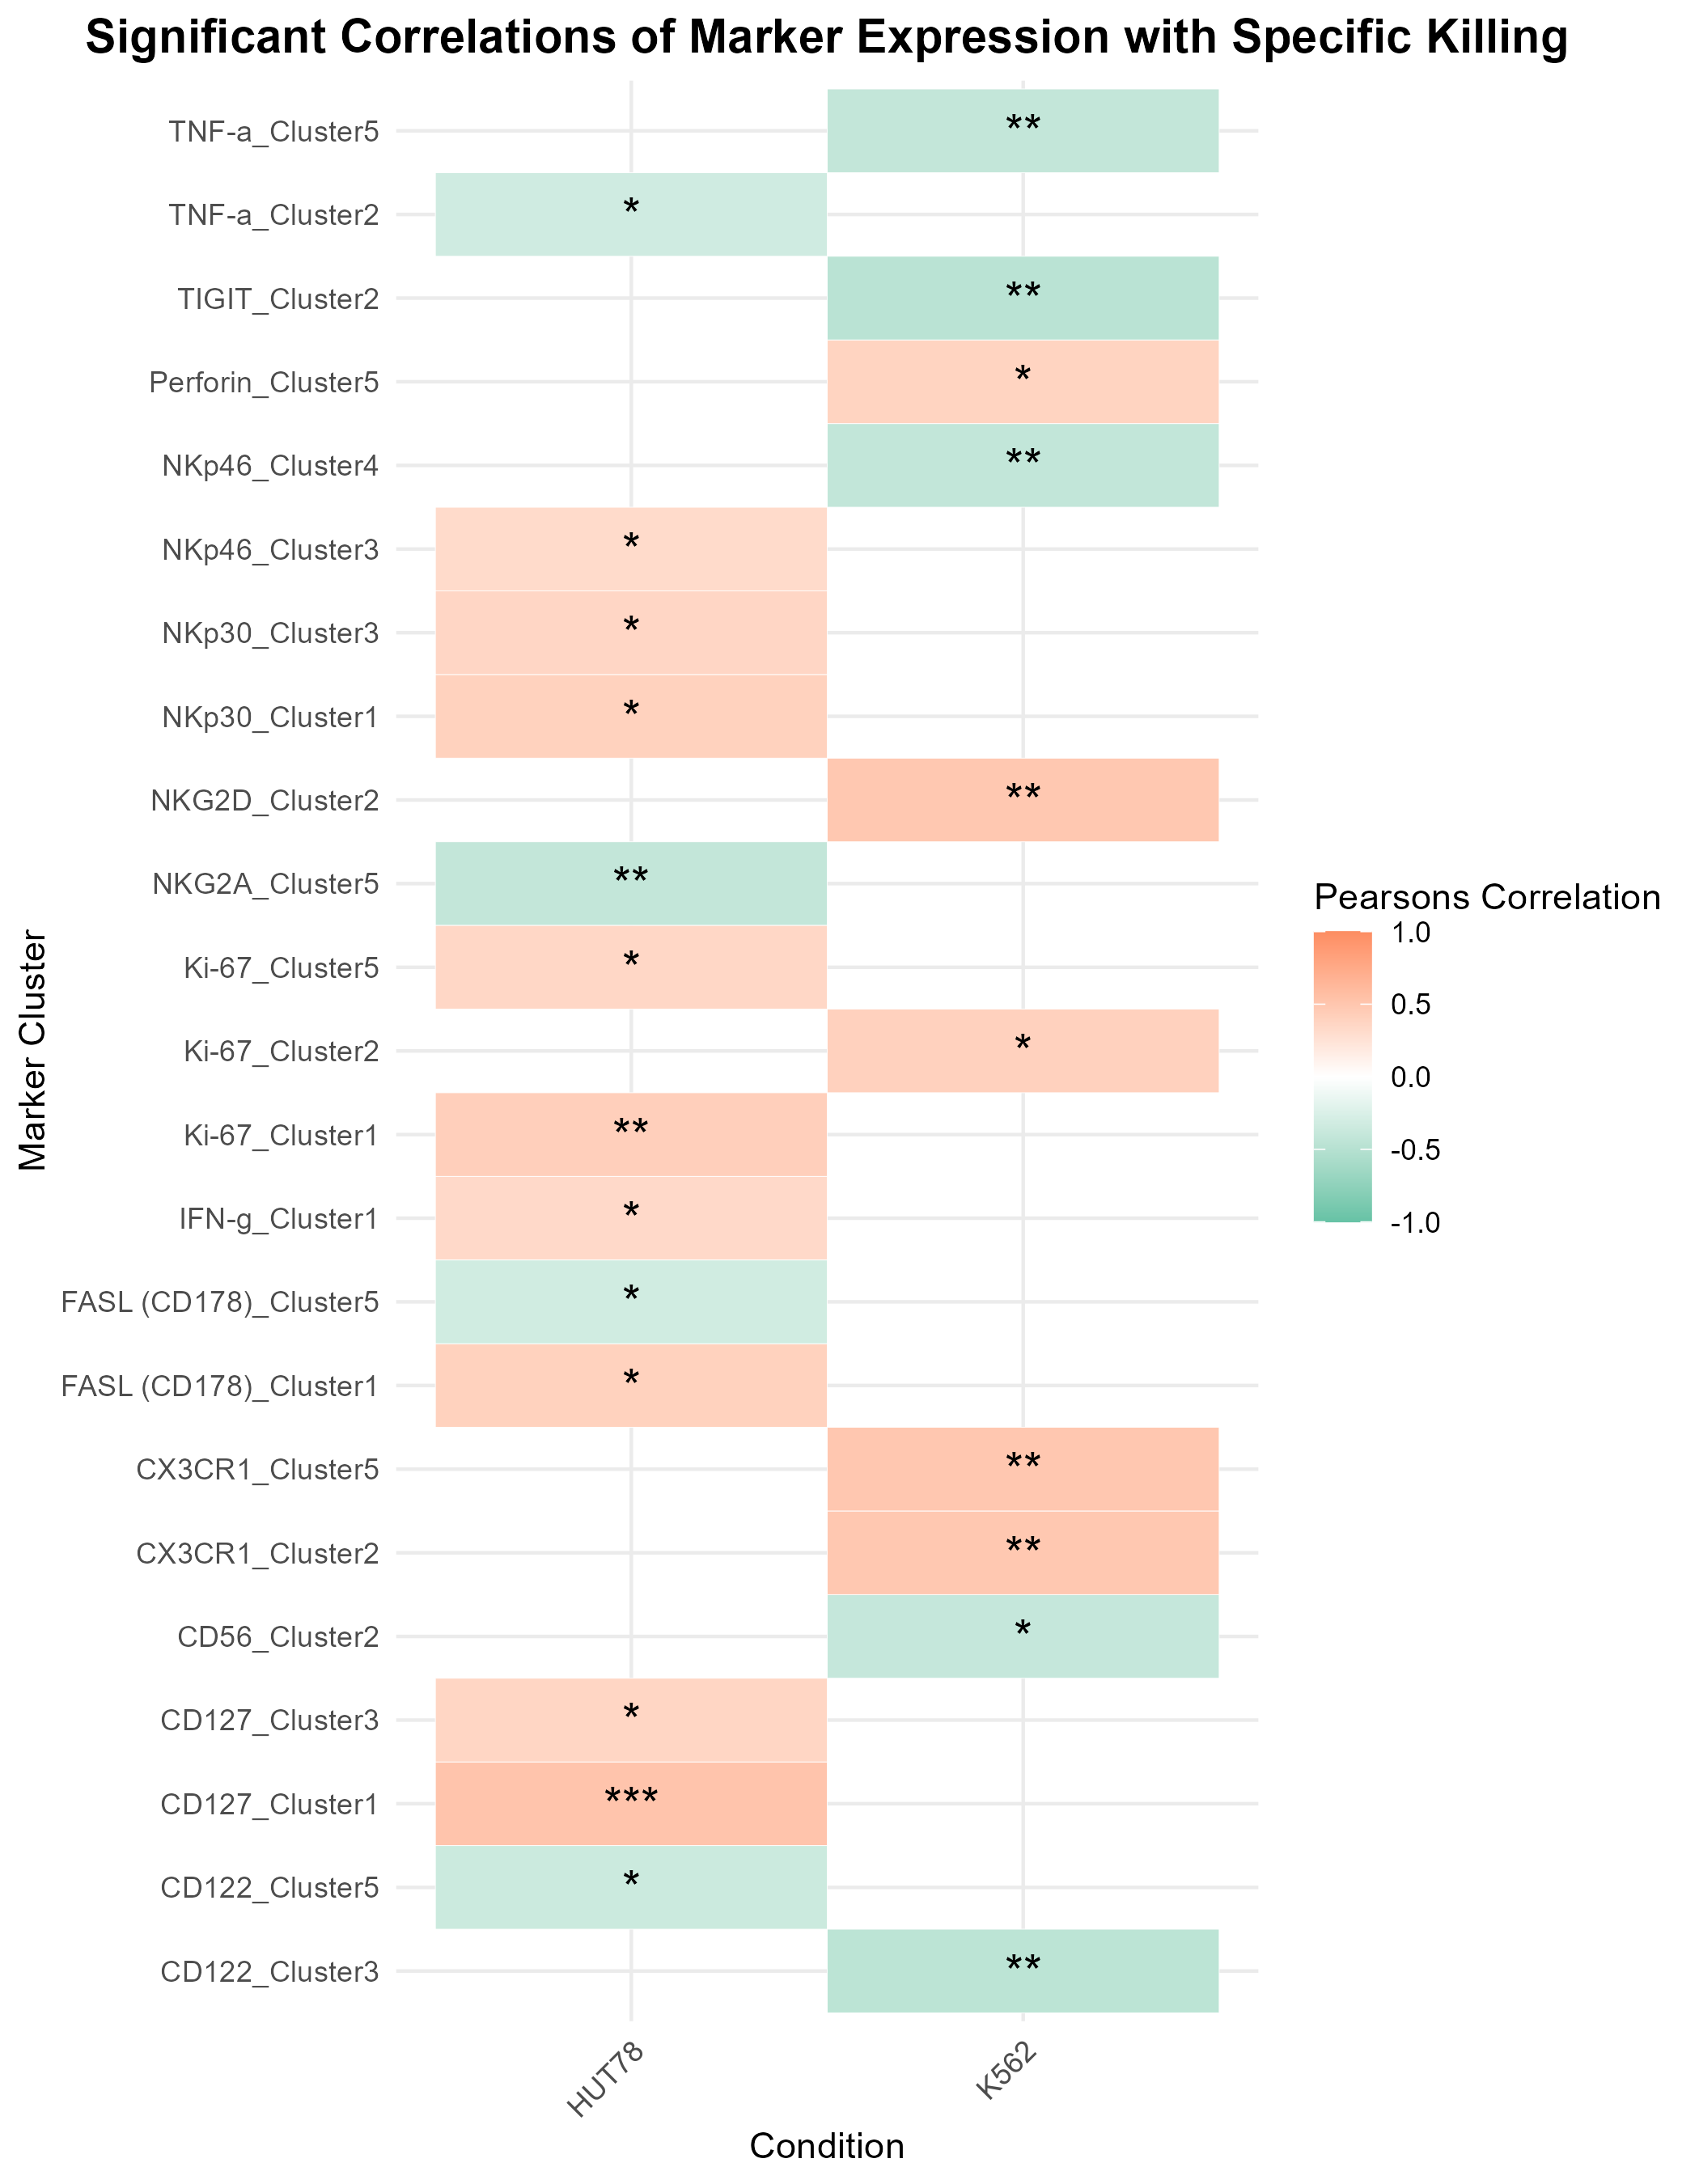 Significant Correlations of Marker Expression with Specific Killing
TNF-a_Cluster5 **
TNF-a_Cluster2 *
TIGIT_Cluster2 **
Perforin_Cluster5 *
NKp46_Cluster4 **
NKp46_Cluster3 *
NKp30_Cluster3 *
NKp30_Cluster1 *
NKG2D_Cluster2 **
NKG2A_Cluster5 **
Ki-67_Cluster5 *
Ki-67_Cluster2 *
Ki-67_Cluster1 **
IFN-g_Cluster1 *
FASL (CD178)_Cluster5 *
FASL (CD178)_Cluster1 *
CX3CR1_Cluster5 **
CX3CR1_Cluster2 **
CD56_Cluster2 *
CD127_Cluster3 *
CD127_Cluster1 ***
CD122_Cluster5 *
CD122_Cluster3 **
Marker Cluster
HUT78
K562
Condition
Pearsons Correlation
1.0
0.5
0.0
-0.5
-1.0